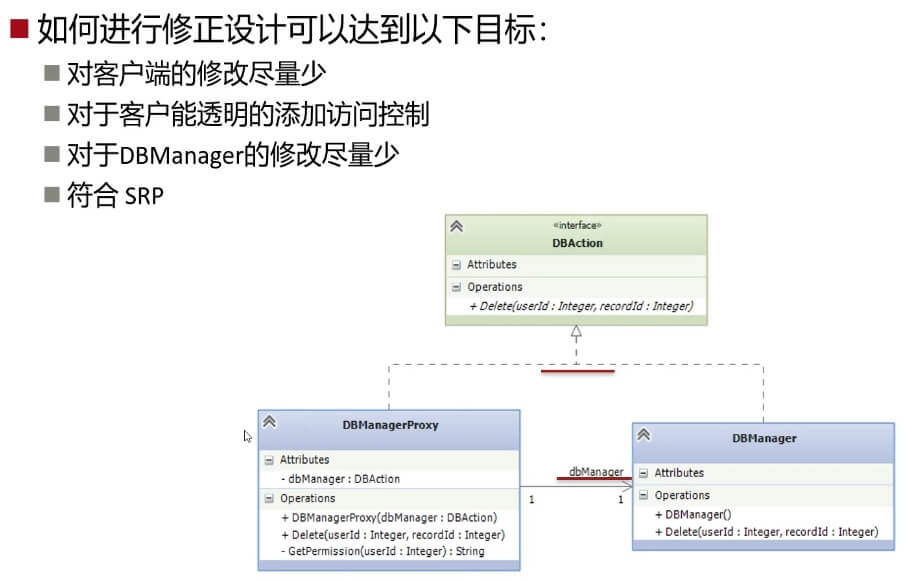 如何进行修正设计可以达到以下目标：
对客户端的修改尽量少
对于客户能透明的添加访问控制
对于DBManager的修改尽量少
符合 SRP
«interface»
DBAction
Attributes
Operations
+ Delete(userId : Integer, recordId : Integer)
DBManagerProxy
Attributes
- dbManager : DBAction
Operations
+ DBManagerProxy(dbManager : DBAction)
+ Delete(userId : Integer, recordId : Integer)
- GetPermission(userId : Integer) : String
dbManager
1
1
DBManager
Attributes
Operations
+ DBManager()
+ Delete(userId : Integer, recordId : Integer)